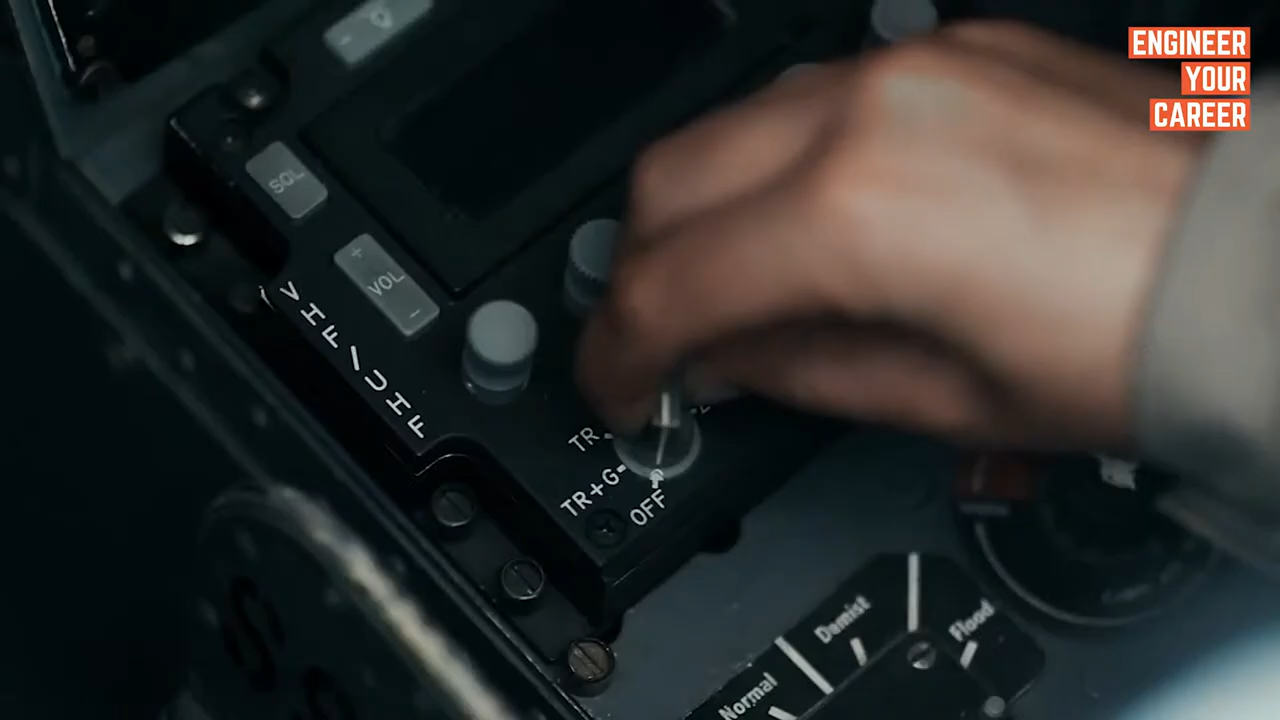 ENGINEER
YOUR
CAREER
SQL
+
VOL
-
VHF/UHF
TR
TR+G
OFF
Demist
Flood
Normal